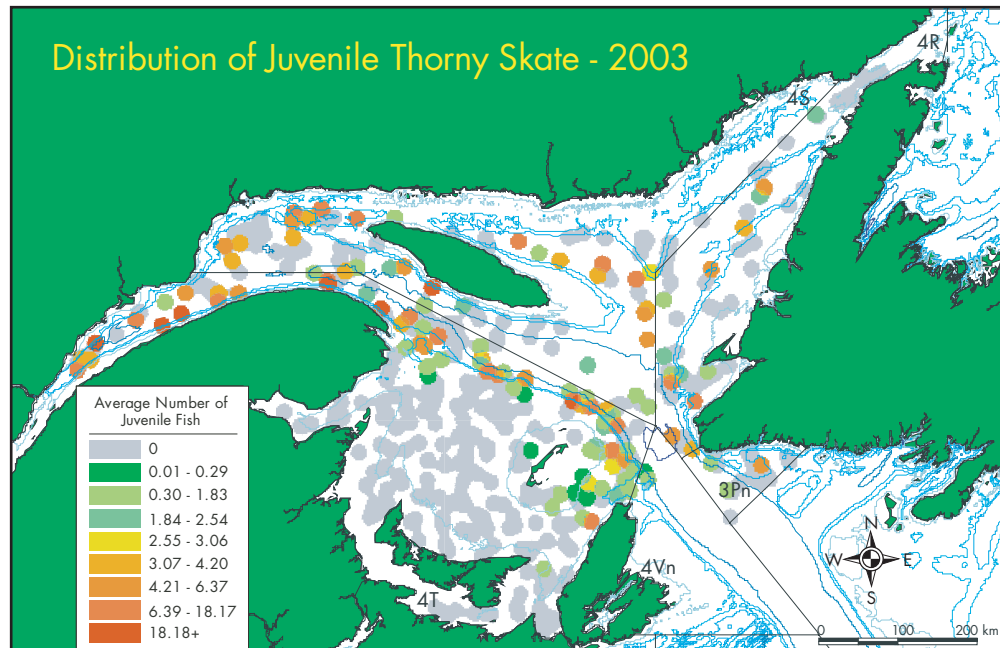 Distribution of Juvenile Thorny Skate - 2003
4R
4S
Average Number of
Juvenile Fish
0
0.01 - 0.29
0.30 - 1.83
1.84 - 2.54
2.55 - 3.06
3.07 - 4.20
4.21 - 6.37
6.39 - 18.17
18.18+
3Pn
4Vn
4T
N
W E
S
0 100 200 km